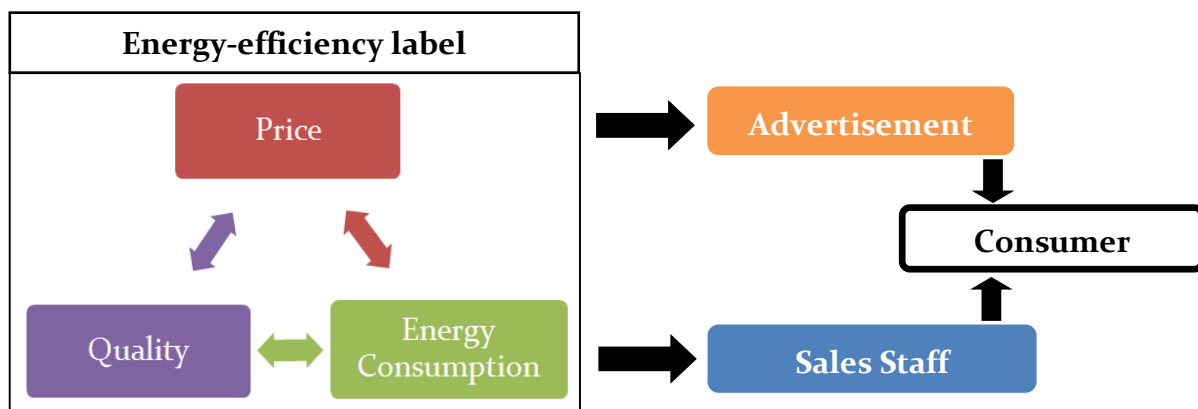 Energy-efficiency label
Price
Advertisement
Consumer
Quality
Energy
Consumption
Sales Staff